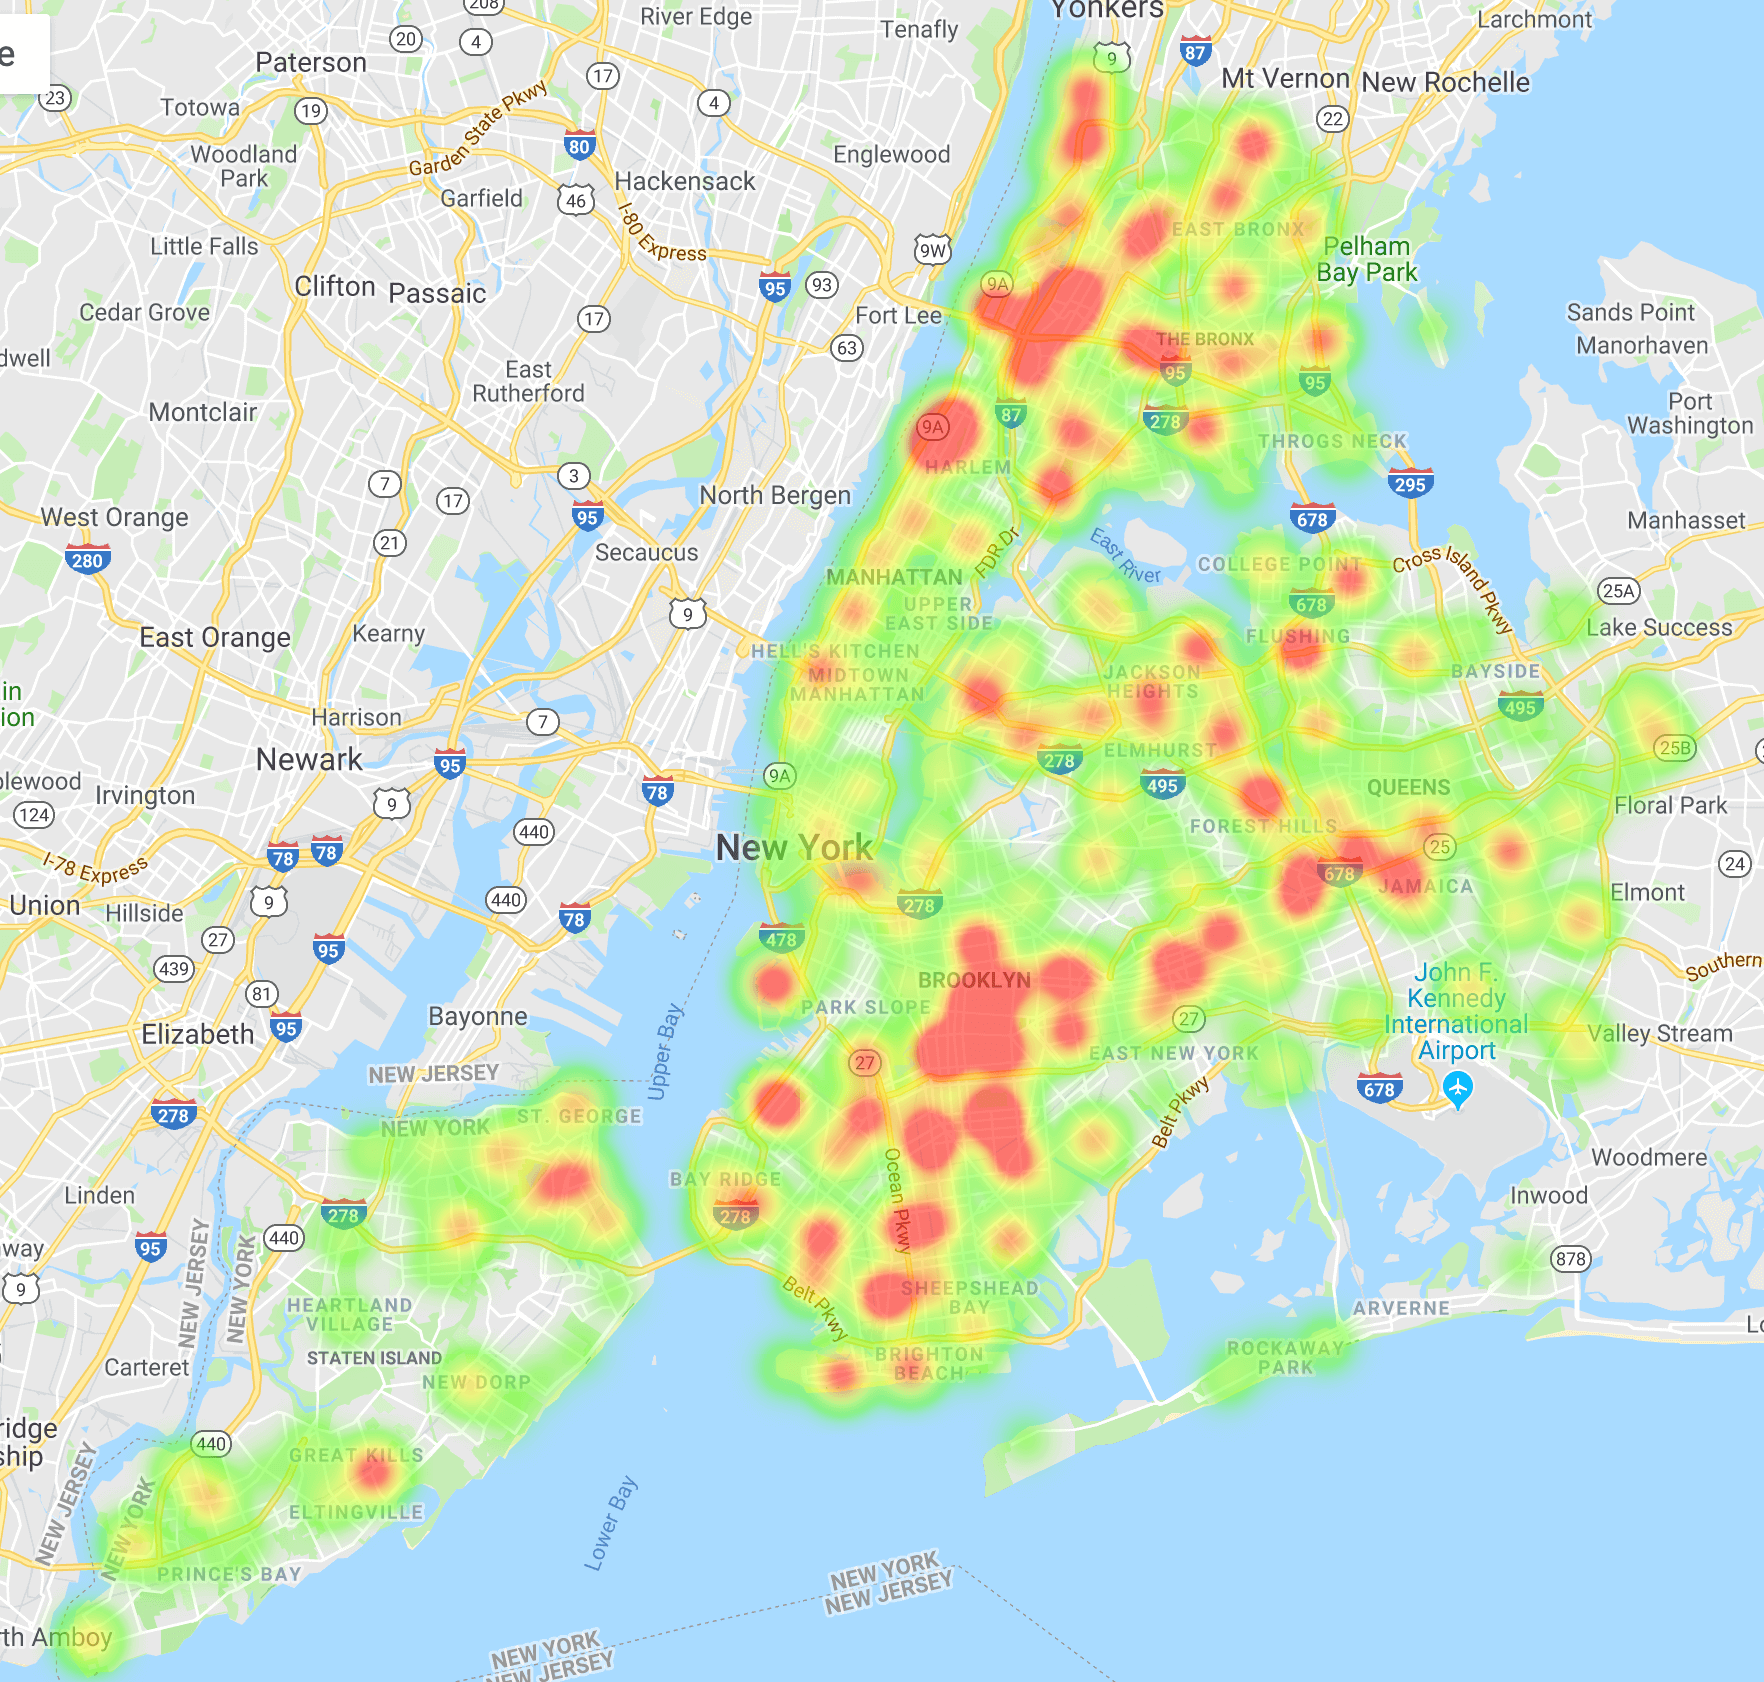 Yonkers
208
River Edge
Tenafly
Larchmont
20
4
9
87
e
Paterson
17
Mt Vernon
New Rochelle
23
Totowa
19
Garden State Pkwy
4
22
80
Woodland
Park
Englewood
Hackensack
Garfield
46
I-80 Express
EAST BRONX
Little Falls
9W
Pelham
Bay Park
Clifton
Passaic
95
93
9A
Cedar Grove
17
Fort Lee
Sands Point
Manorhaven
63
THE BRONX
dwell
East
Rutherford
95
95
Montclair
87
278
Port
Washington
9A
THROGS NECK
HARLEM
3
7
17
North Bergen
295
West Orange
95
678
Manhasset
21
280
Secaucus
FDR Dr
East River
COLLEGE POINT
Cross Island Pkwy
MANHATTAN
25A
UPPER
EAST SIDE
678
9
East Orange
Kearny
FLUSHING
Lake Success
HELL'S KITCHEN
MIDTOWN
MANHATTAN
JACKSON
HEIGHTS
BAYSIDE
in
ion
495
Harrison
7
25B
Newark
95
ELMHURST
278
9A
495
plewood
Irvington
9
78
QUEENS
124
Floral Park
440
FOREST HILLS
New York
25
78
78
I-78 Express
678
24
JAMAICA
Union
Hillside
9
440
78
278
Elmont
27
95
478
Southern
439
BROOKLYN
John F.
Kennedy
International
Airport
81
PARK SLOPE
Elizabeth
95
Bayonne
27
Valley Stream
Upper Bay
27
EAST NEW YORK
NEW JERSEY
678
278
ST. GEORGE
NEW YORK
Belt Pkwy
Ocean Pkwy
Woodmere
Linden
BAY RIDGE
Inwood
278
278
way
95
440
NEW JERSEY
NEW YORK
878
9
Belt Pkwy
SHEEPSHEAD
BAY
HEARTLAND
VILLAGE
ARVERNE
Carteret
STATEN ISLAND
BRIGHTON
BEACH
ROCKAWAY
PARK
NEW DORP
ridge
ship
440
GREAT KILLS
NEW JERSEY
NEW YORK
ELTINGVILLE
Lower Bay
PRINCE'S BAY
NEW YORK
NEW JERSEY
rth Amboy
NEW YORK
NEW JERSEY